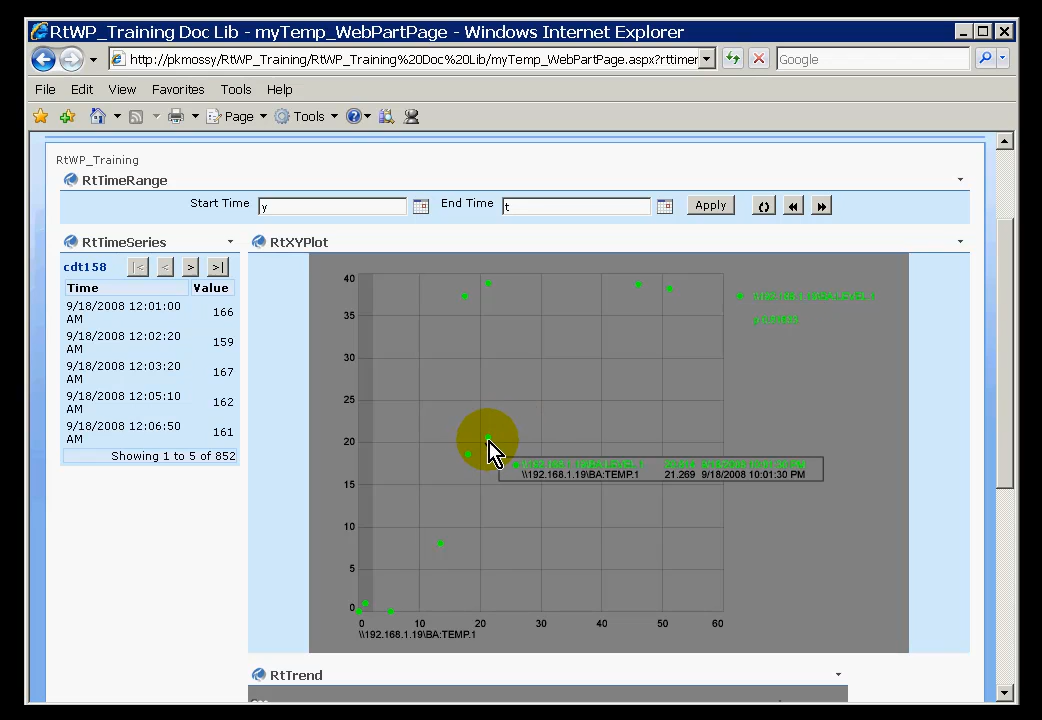 RtWP_Training Doc Lib - myTemp_WebPartPage - Windows Internet Explorer
http://pkmossy/RtWP_Training/RtWP_Training%20Doc%20Lib/myTemp_WebPartPage.aspx?rttimer
Google
File Edit View Favorites Tools Help
Page Tools
RtWP_Training
RtTimeRange
Start Time y End Time t Apply
RtTimeSeries
cdt158 |< < > >|
Time Value
9/18/2008 12:01:00 AM 166
9/18/2008 12:02:20 AM 159
9/18/2008 12:03:20 AM 167
9/18/2008 12:05:10 AM 162
9/18/2008 12:06:50 AM 161
Showing 1 to 5 of 852
RtXYPlot
40
35
30
25
20
15
10
5
0
0 10 20 30 40 50 60
\\192.168.1.19\BA:TEMP.1
\\192.168.1.19\BA:TEMP.1 21.269 9/18/2008 10:01:30 PM
RtTrend